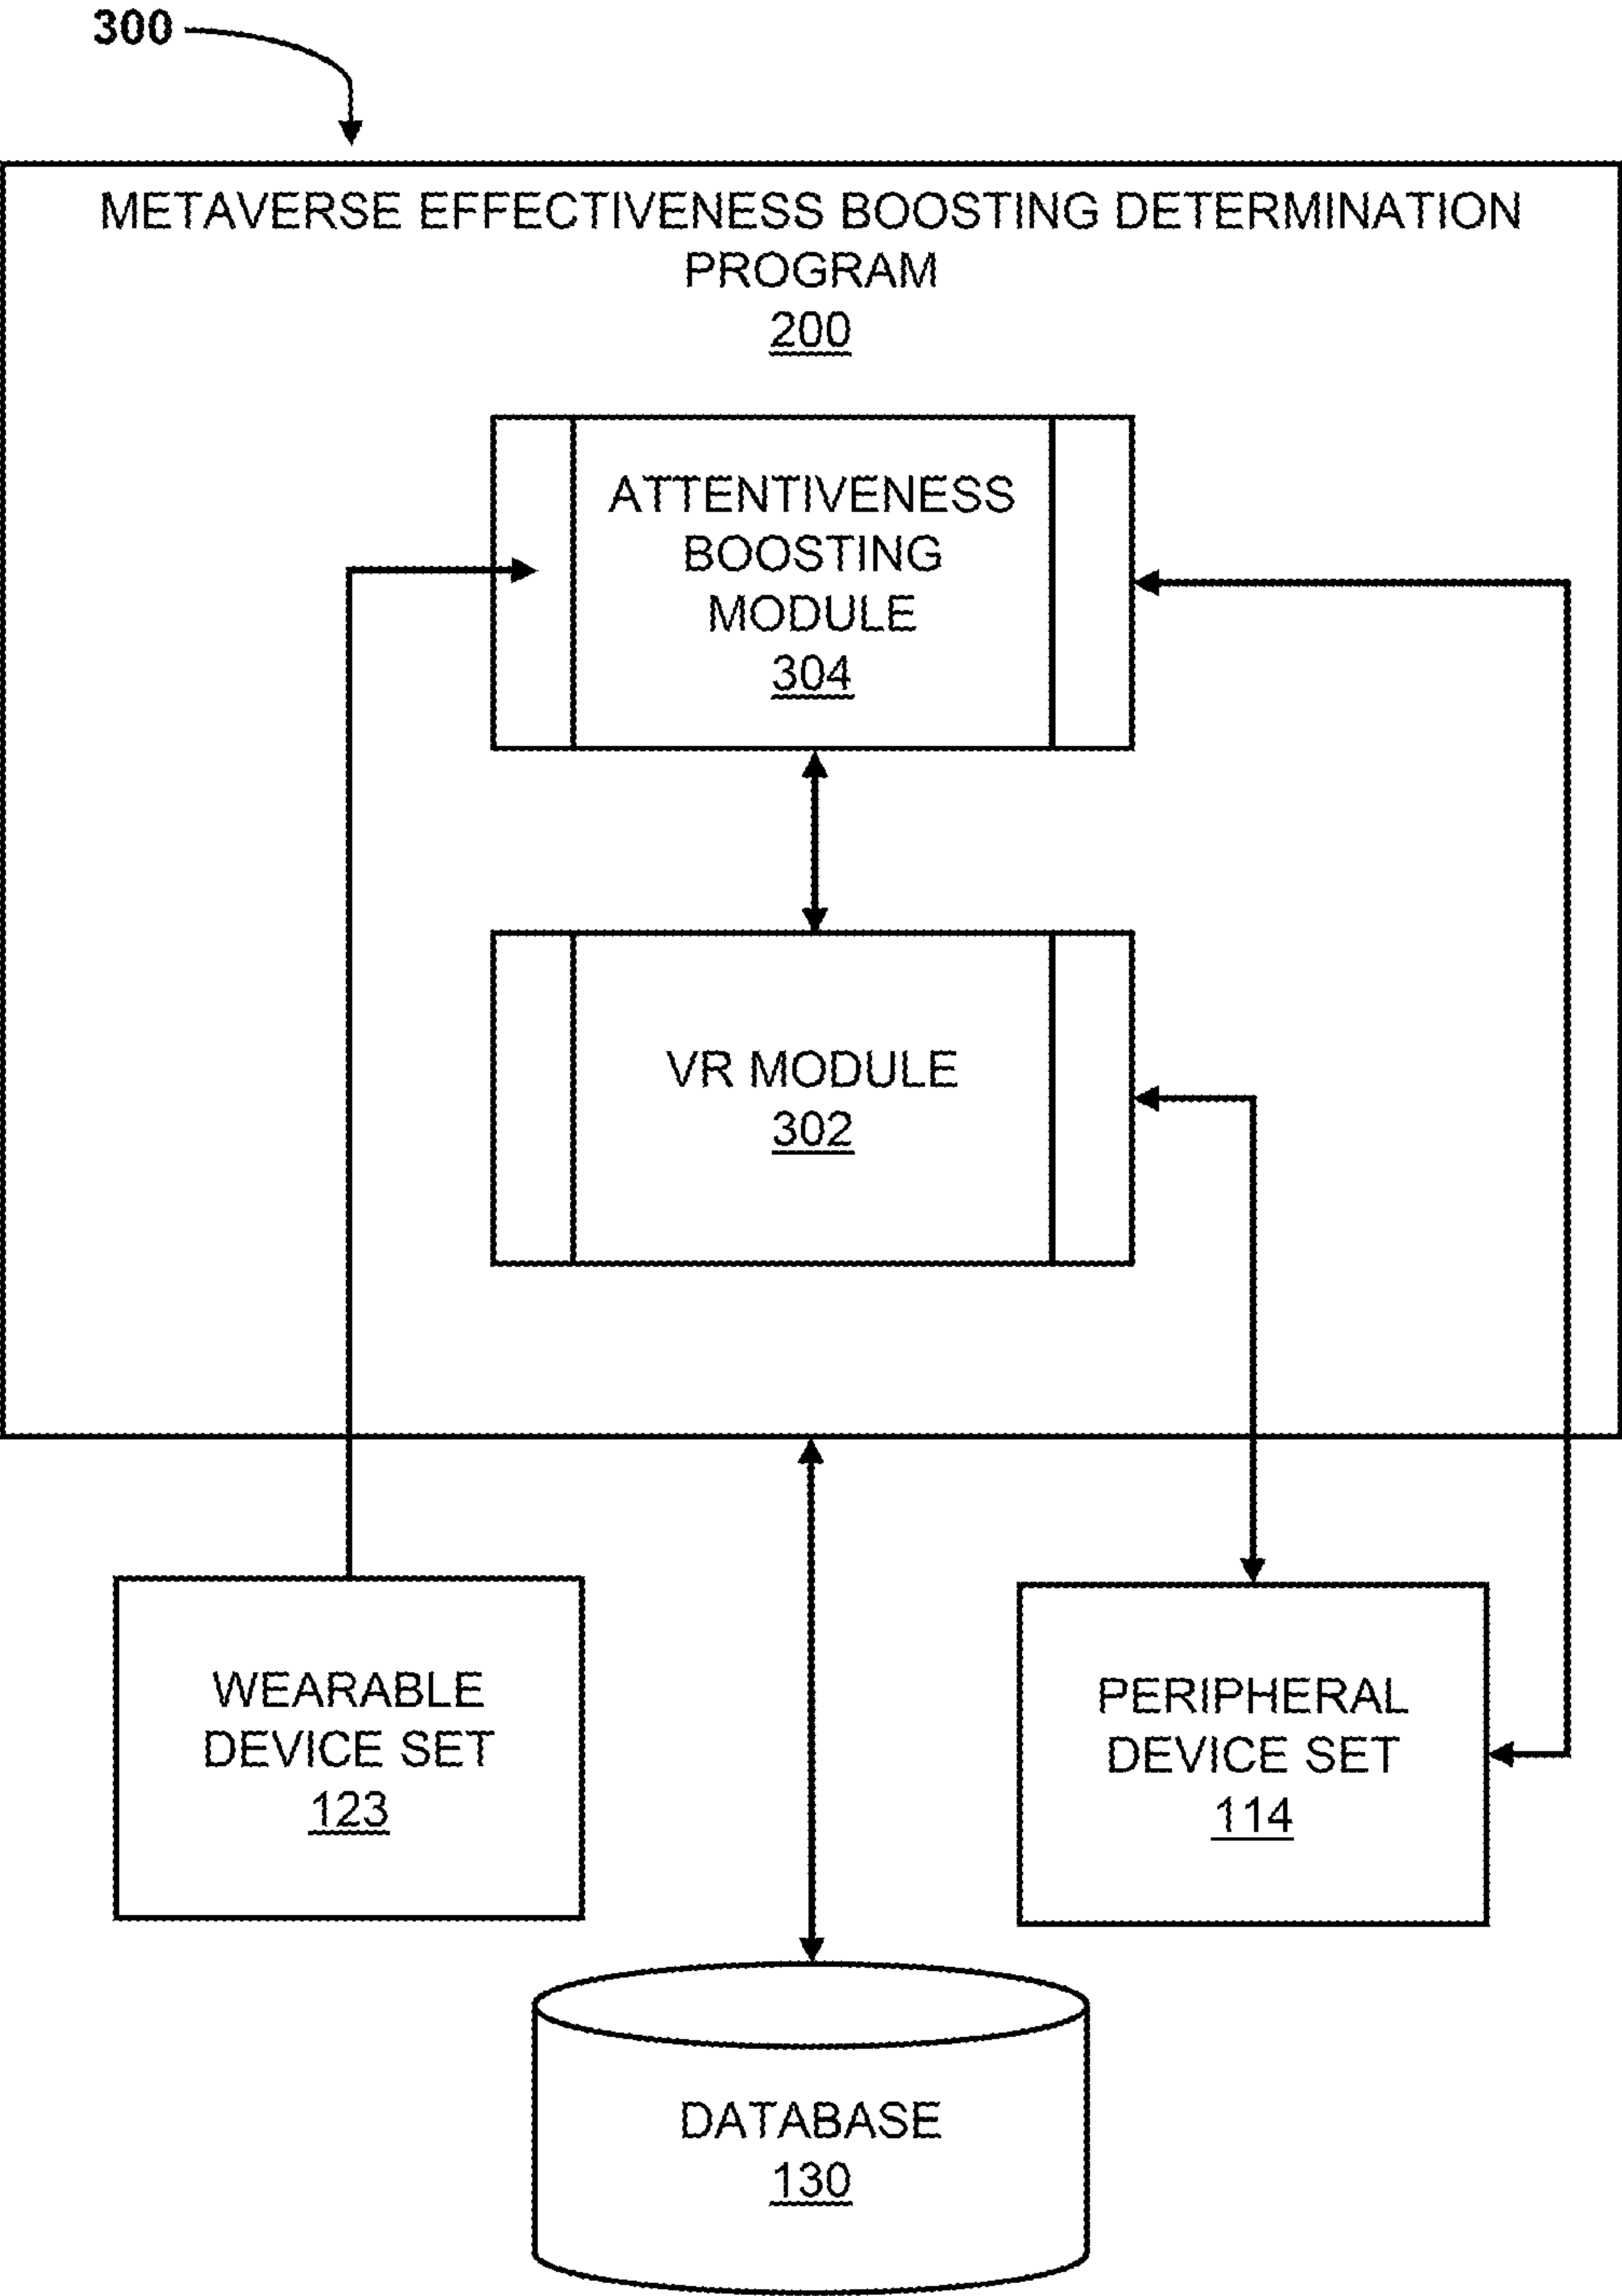 300
METAVERSE EFFECTIVENESS BOOSTING DETERMINATION
PROGRAM
200
ATTENTIVENESS
BOOSTING
MODULE
304
VR MODULE
302
WEARABLE
DEVICE SET
123
PERIPHERAL
DEVICE SET
114
DATABASE
130